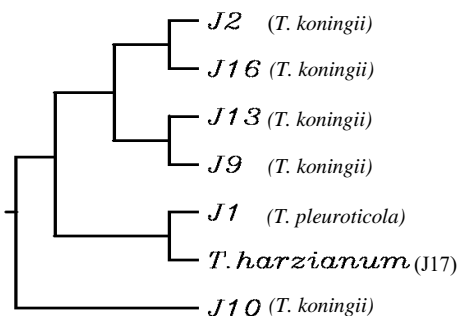 J2 (T. koningii)
J16 (T. koningii)
J13 (T. koningii)
J9 (T. koningii)
J1 (T. pleuroticola)
T.harzianum (J17)
J10 (T. koningii)